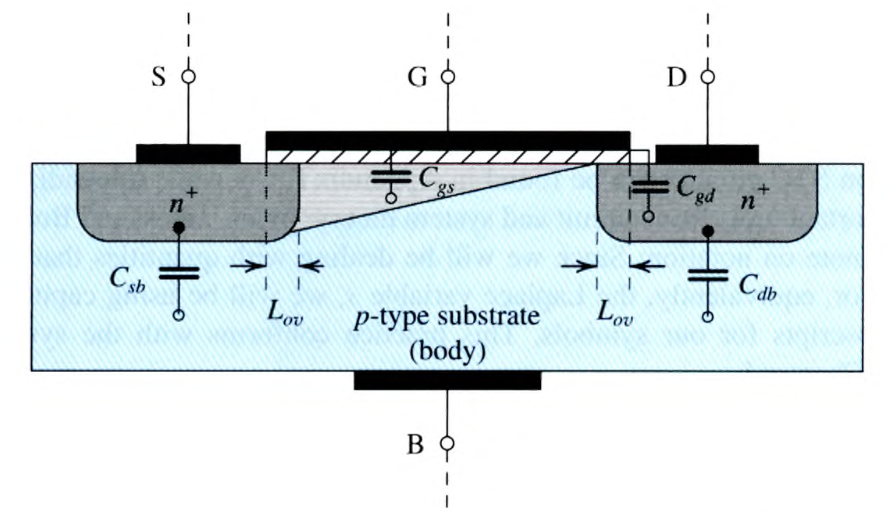 S G D
C_gs
C_gd
n^+ n^+
C_sb
C_db
L_ov L_ov
p-type substrate
(body)
B